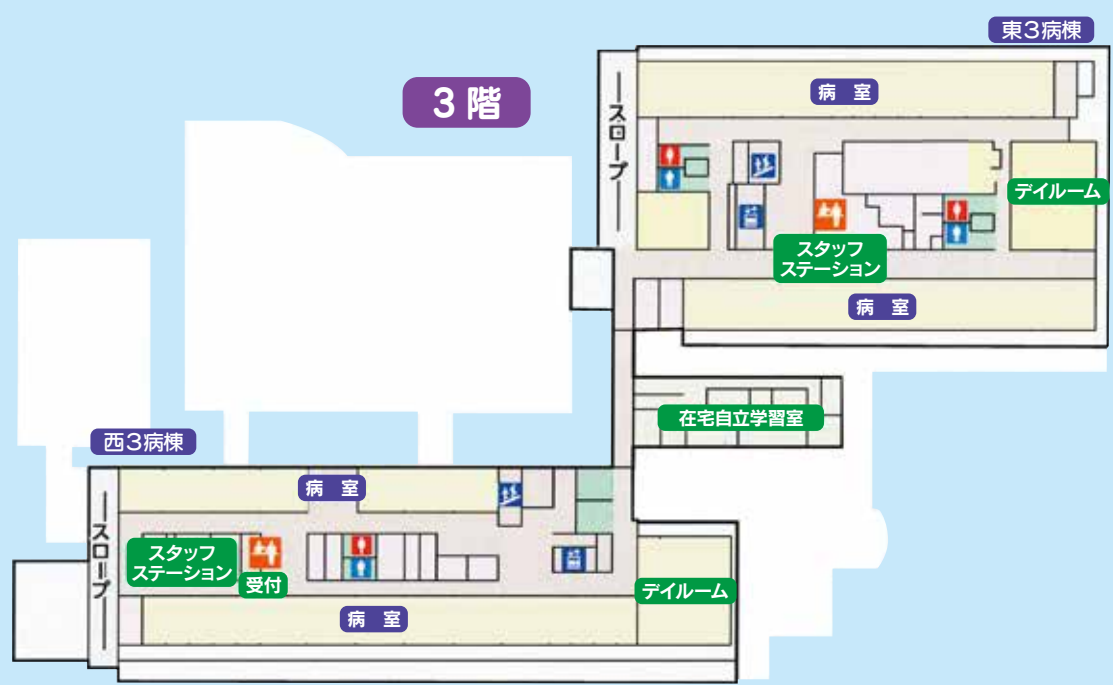 東3病棟
3階
病 室
スロープ
デイルーム
スタッフ
ステーション
病 室
在宅自立学習室
西3病棟
病 室
スロープ
スタッフ
ステーション
受付
デイルーム
病 室